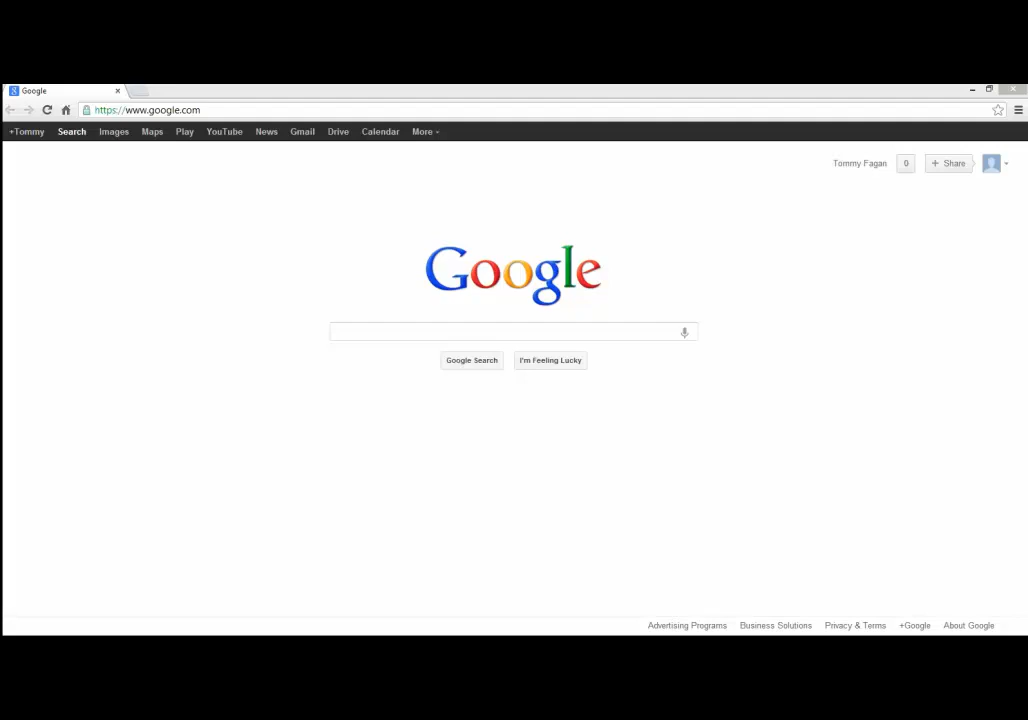 Google
https://www.google.com
+Tommy Search Images Maps Play YouTube News Gmail Drive Calendar More
Tommy Fagan 0 + Share
Google
Google Search I'm Feeling Lucky
Advertising Programs Business Solutions Privacy & Terms +Google About Google